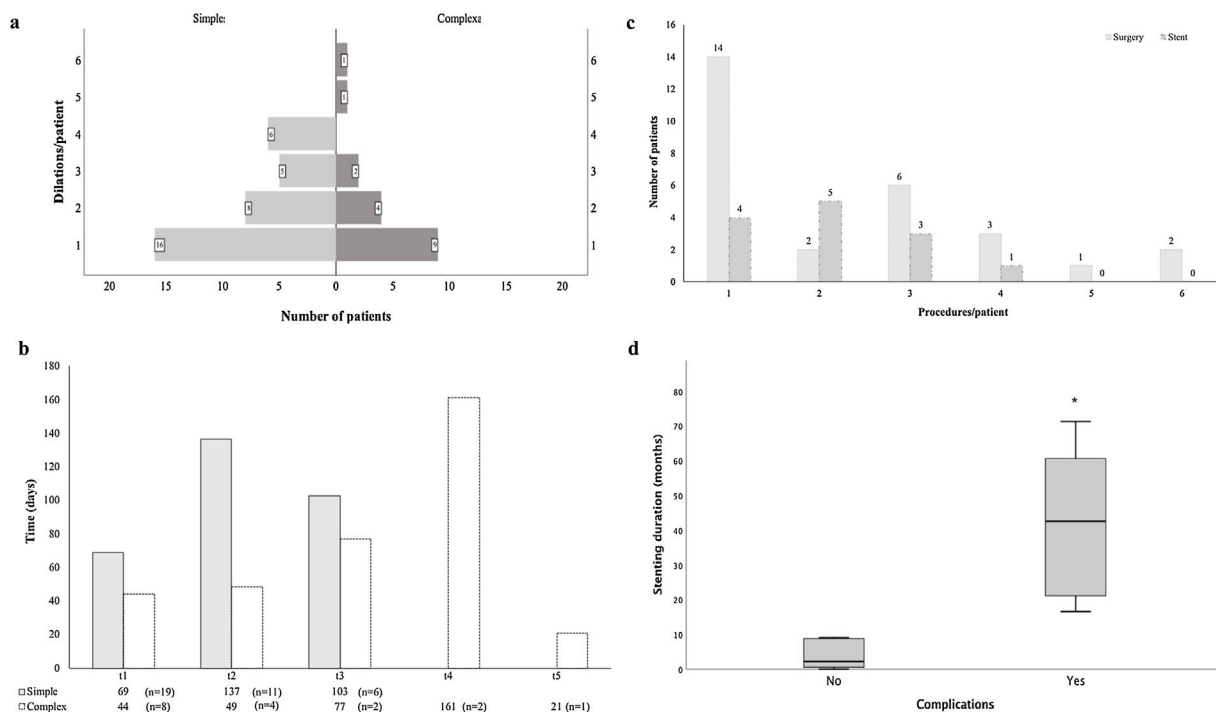 a
Simples
Complexa
Dilations/patient
6
1
6
5
1
5
4
6
4
3
5
2
3
2
8
4
2
1
16
9
1
20 15 10 5 0 5 10 15 20
Number of patients
b
Time (days)
180
160
140
120
100
80
60
40
20
0
t1 t2 t3 t4 t5
Simple 69 (n=19) 137 (n=11) 103 (n=6)
Complex 44 (n=8) 49 (n=4) 77 (n=2) 161 (n=2) 21 (n=1)
c
Surgery Stent
Number of patients
16
14
12
10
8
6
4
2
0
14 4 2 5 6 3 3 1 1 0 2 0
1 2 3 4 5 6
Procedures/patient
d
Stenting duration (months)
80
70
60
50
40
30
20
10
0
*
No Yes
Complications